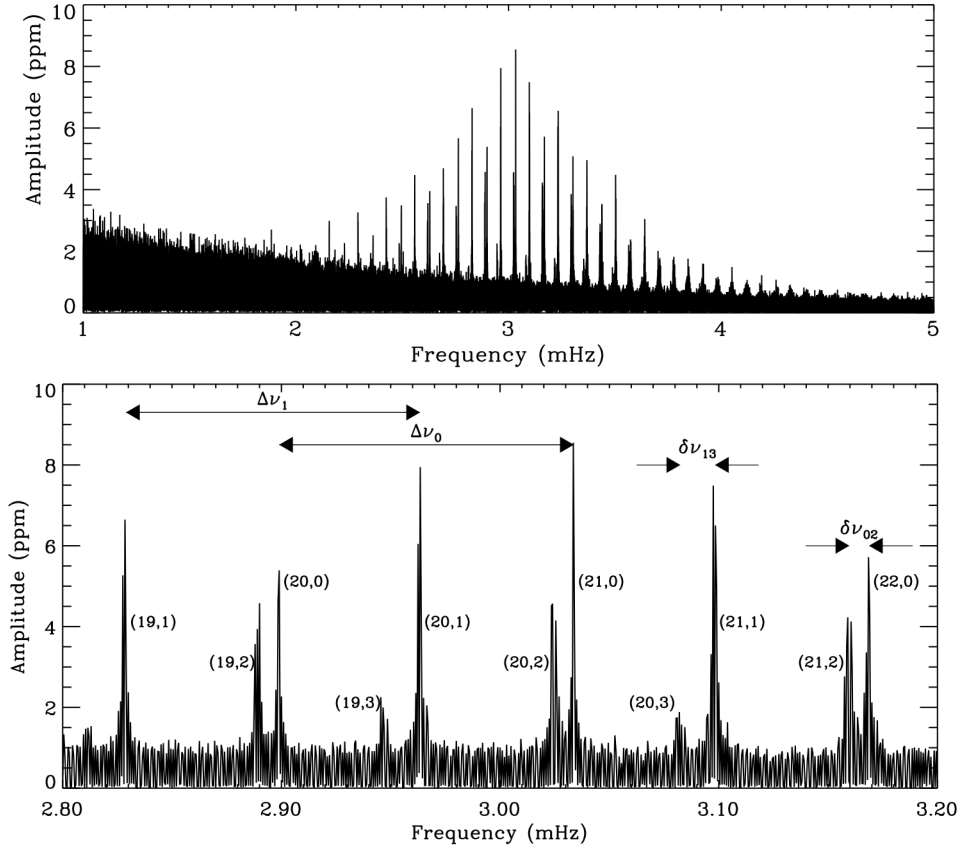 10
8
6
4
2
0
Amplitude (ppm)
1 2 3 4 5
Frequency (mHz)
10
8
6
4
2
0
Amplitude (ppm)
Δν₁
Δν₀
δν₁₃
δν₀₂
(20,0) (21,0) (22,0)
(19,1) (20,1) (21,1)
(19,2) (20,2) (21,2)
(19,3) (20,3)
2.80 2.90 3.00 3.10 3.20
Frequency (mHz)